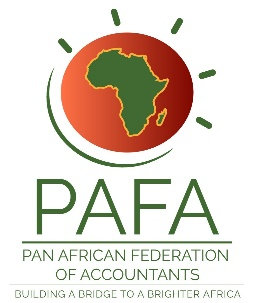 PAFA
PAN AFRICAN FEDERATION
OF ACCOUNTANTS
BUILDING A BRIDGE TO A BRIGHTER AFRICA